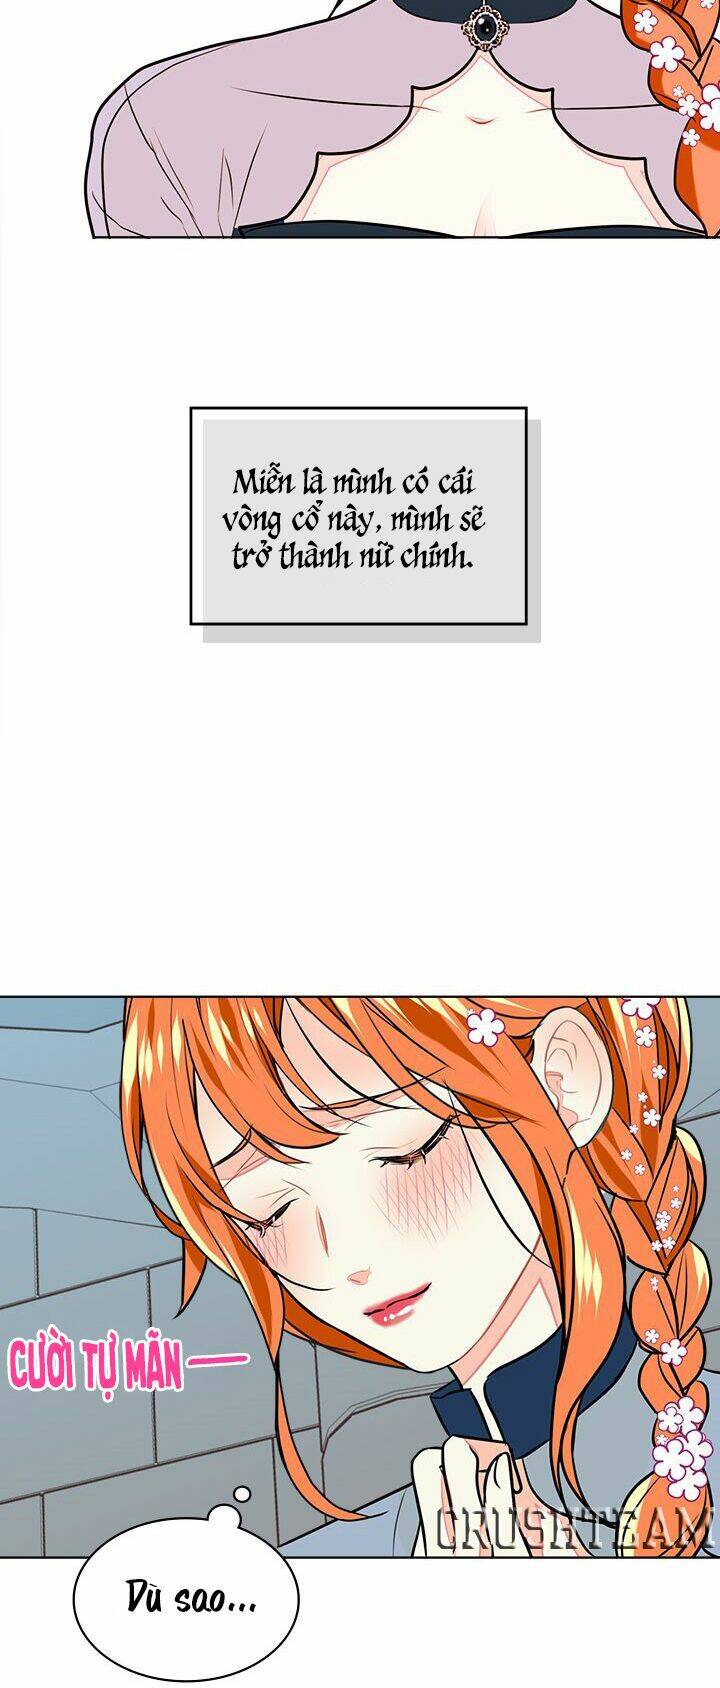 Miễn là mình có cái
vòng cổ này, mình sẽ
trở thành nữ chính.
CƯỜI TỰ MÃN —
CRUSHTEAM
Dù sao...